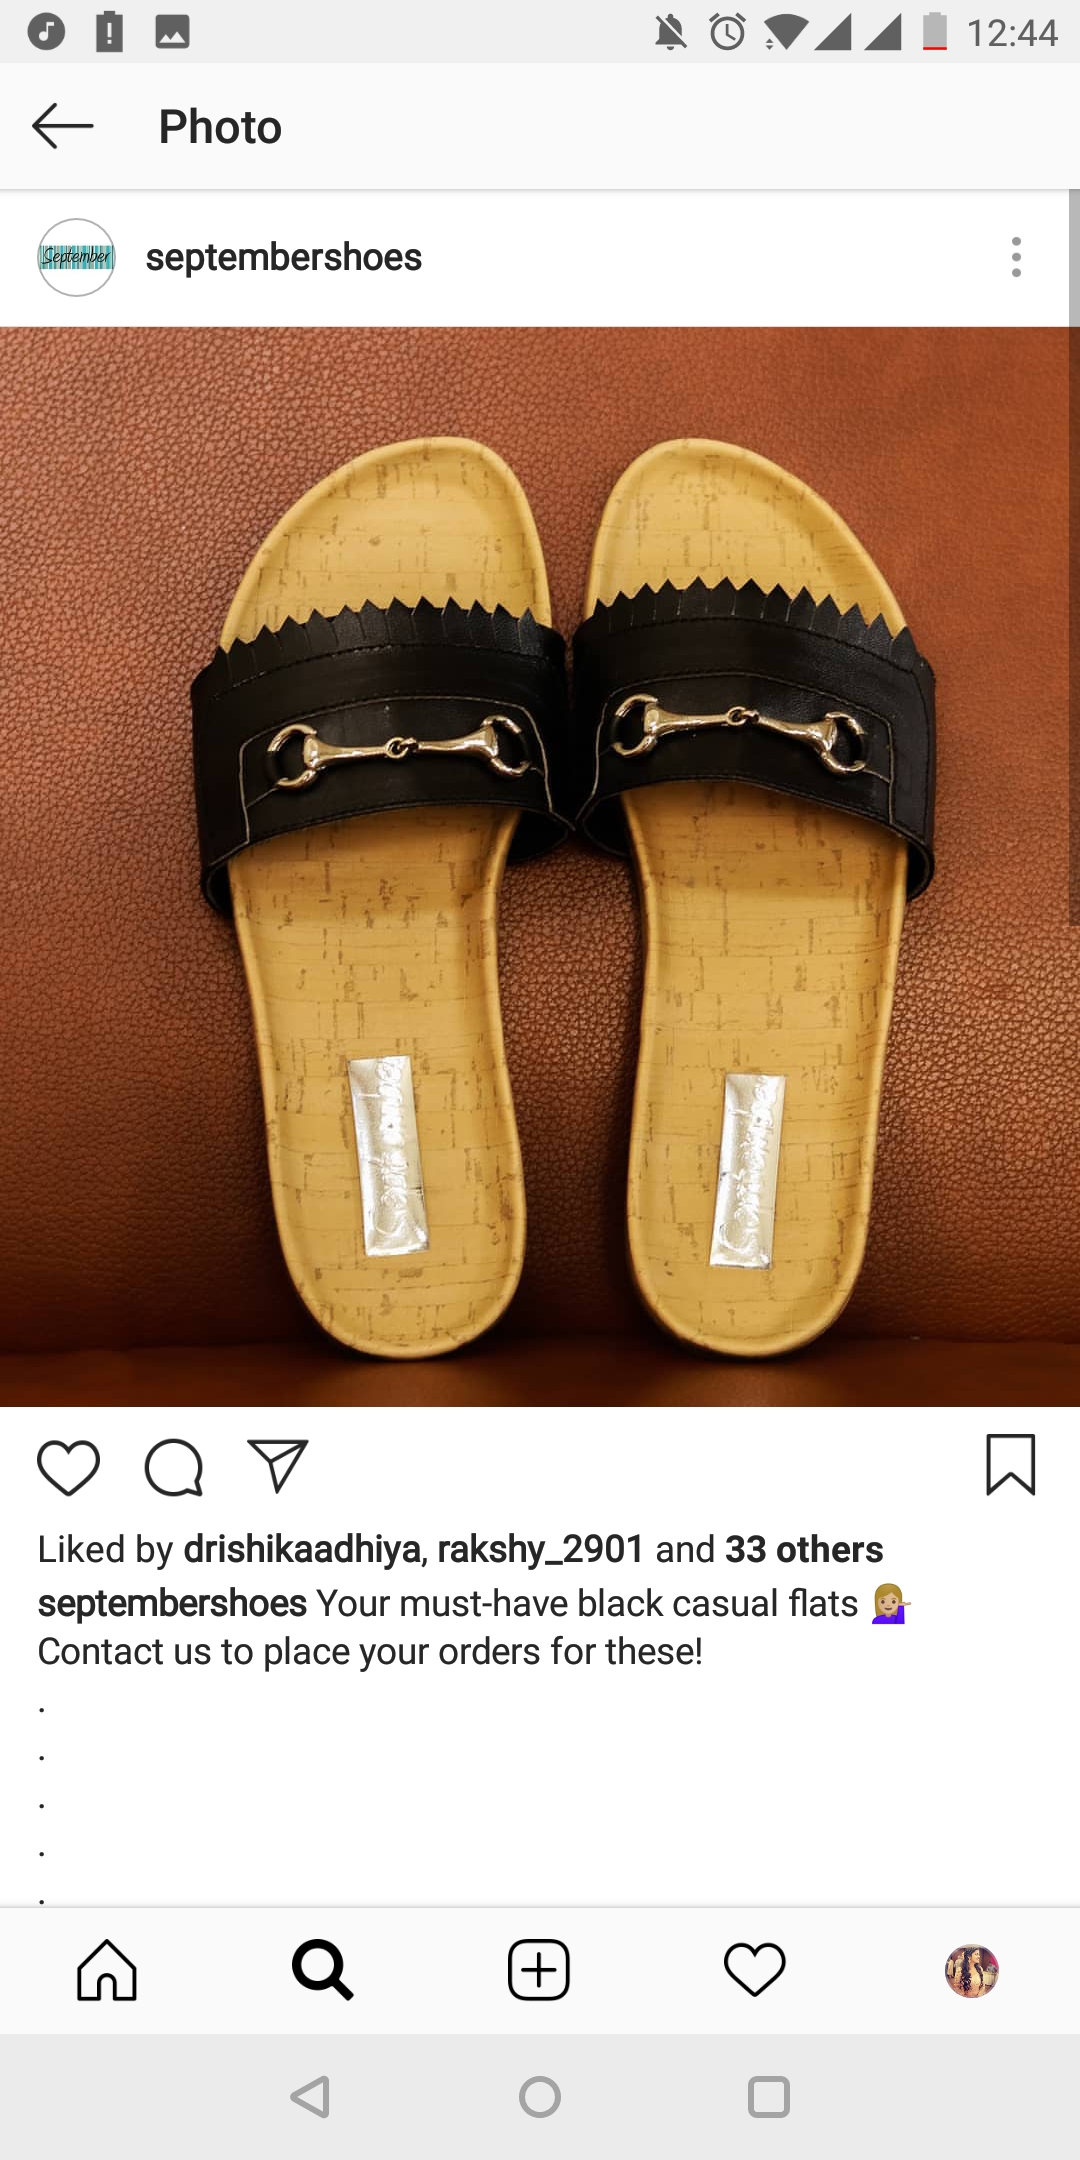 12:44
Photo
September
septembershoes
Liked by drishikaadhiya, rakshy_2901 and 33 others
septembershoes Your must-have black casual flats 💁🏼‍♀️
Contact us to place your orders for these!
.
.
.
.
.